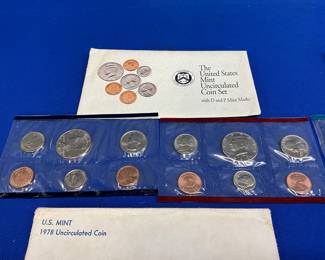 The
United States
Mint
Uncirculated
Coin Set
with D and P Mint Marks
U.S. MINT
1978 Uncirculated Coin